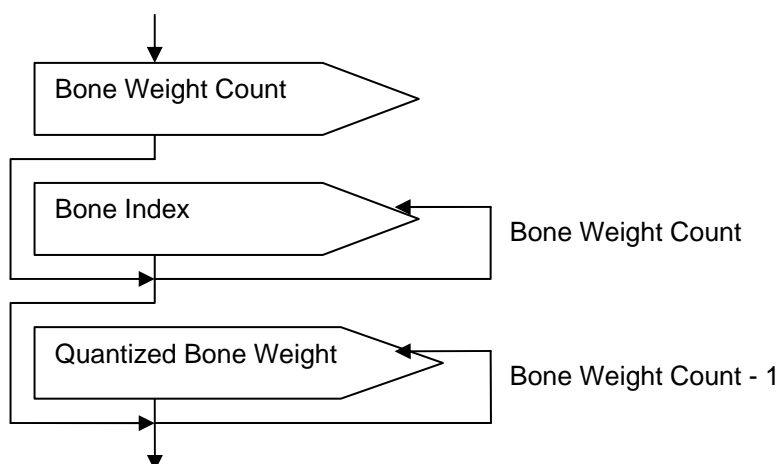 Bone Weight Count
Bone Index
Bone Weight Count
Quantized Bone Weight
Bone Weight Count - 1